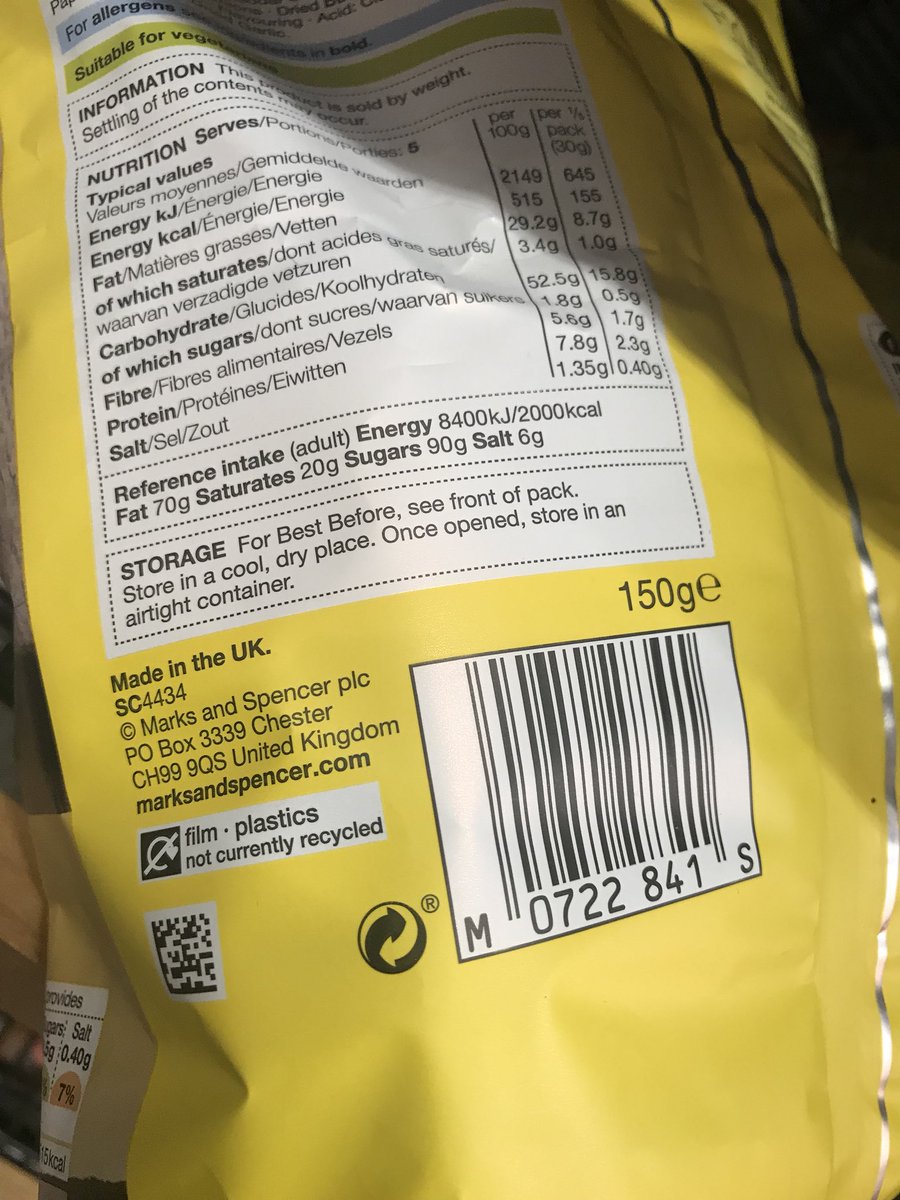 Pap
Dried
For allergens
vouring · Acid:
ients in bold.
Suitable for
INFORMATION This product is sold by weight.
Settling of the contents may occur.
NUTRITION Serves/Portions/Porties: 5
Typical values per 100g per 1/5 pack (30g)
Valeurs moyennes/Gemiddelde waarden
Energy kJ/Énergie/Energie 2149 645
Energy kcal/Énergie/Energie 515 155
Fat/Matières grasses/Vetten 29.2g 8.7g
of which saturates/dont acides gras saturés/ 3.4g 1.0g
waarvan verzadigde vetzuren
Carbohydrate/Glucides/Koolhydraten 52.5g 15.8g
of which sugars/dont sucres/waarvan suikers 1.8g 0.5g
Fibre/Fibres alimentaires/Vezels 5.6g 1.7g
Protein/Protéines/Eiwitten 7.8g 2.3g
Salt/Sel/Zout 1.35g 0.40g
Reference intake (adult) Energy 8400kJ/2000kcal
Fat 70g Saturates 20g Sugars 90g Salt 6g
STORAGE For Best Before, see front of pack.
Store in a cool, dry place. Once opened, store in an
airtight container.
150g℮
Made in the UK.
SC4434
© Marks and Spencer plc
PO Box 3339 Chester
CH99 9QS United Kingdom
marksandspencer.com
film · plastics
not currently recycled
®
M 0722 841 S
provides
gars Salt
5g 0.40g
% 7%
15kcal